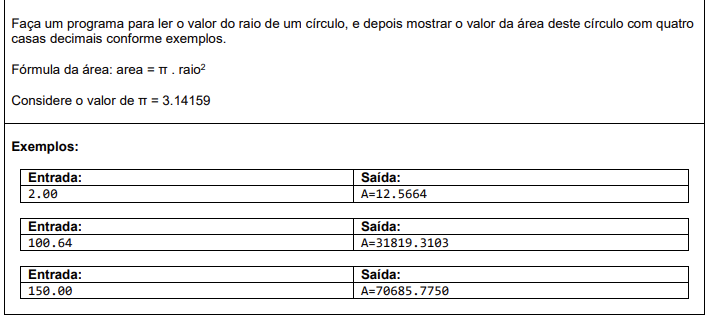 Faça um programa para ler o valor do raio de um círculo, e depois mostrar o valor da área deste círculo com quatro
casas decimais conforme exemplos.
Fórmula da área: area = π . raio²
Considere o valor de π = 3.14159
Exemplos:
Entrada: Saída:
2.00 A=12.5664
Entrada: Saída:
100.64 A=31819.3103
Entrada: Saída:
150.00 A=70685.7750